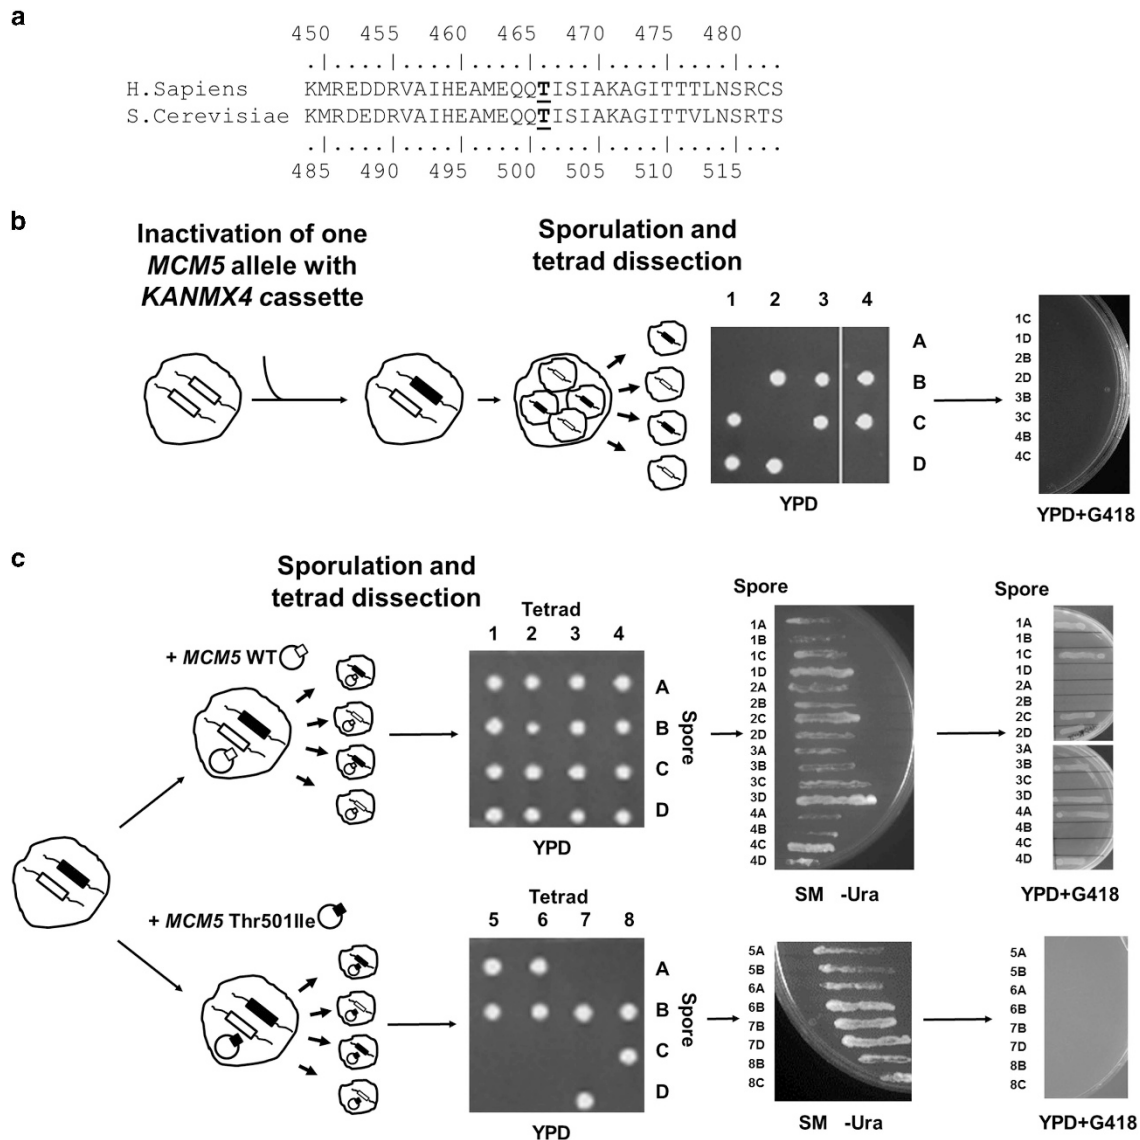 a
450 455 460 465 470 475 480
.|....|....|....|....|....|....|...
H.Sapiens KMREDDRVAIHEAMEQQTISIAKAGITTTLNSRCS
S.Cerevisiae KMRDEDRVAIHEAMEQQTISIAKAGITTVLNSRTS
.|....|....|....|....|....|....|...
485 490 495 500 505 510 515
b
Inactivation of one
MCM5 allele with
KANMX4 cassette
Sporulation and
tetrad dissection
1 2 3 4
A
B
C
D
YPD
1C
1D
2B
2D
3B
3C
4B
4C
YPD+G418
c
Sporulation and
tetrad dissection
+ MCM5 WT
Tetrad
1 2 3 4
A
B
C
D
Spore
YPD
Spore
1A
1B
1C
1D
2A
2B
2C
2D
3A
3B
3C
3D
4A
4B
4C
4D
SM -Ura
Spore
1A
1B
1C
1D
2A
2B
2C
2D
3A
3B
3C
3D
4A
4B
4C
4D
YPD+G418
+ MCM5 Thr501Ile
Tetrad
5 6 7 8
A
B
C
D
Spore
YPD
5A
5B
6A
6B
7B
7D
8B
8C
SM -Ura
5A
5B
6A
6B
7B
7D
8B
8C
YPD+G418